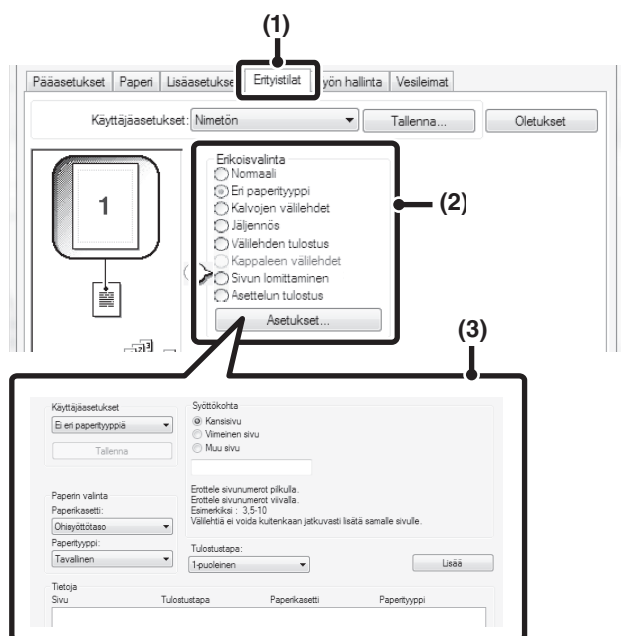 (1)
Pääasetukset Paperi Lisäasetukse Erityistilat yön hallinta Vesileimat
Käyttäjäasetukset: Nimetön Tallenna... Oletukset
1
Erikoisvalinta
Normaali
Eri paperityyppi
Kalvojen välilehdet
Jäljennös
Välilehden tulostus
Kappaleen välilehdet
Sivun lomittaminen
Asettelun tulostus
Asetukset...
(2)
(3)
Käyttäjäasetukset
Ei eri paperityyppiä
Tallenna
Syöttökohta
Kansisivu
Viimeinen sivu
Muu sivu
Erottele sivunumerot pilkulla.
Erottele sivunumerot viivalla.
Esimerkiksi : 3,5-10
Välilehtiä ei voida kuitenkaan jatkuvasti lisätä samalle sivulle.
Paperin valinta
Paperikasetti:
Ohisyöttötaso
Paperityyppi:
Tavallinen
Tulostustapa:
1-puoleinen
Lisää
Tietoja
Sivu Tulostustapa Paperikasetti Paperityyppi